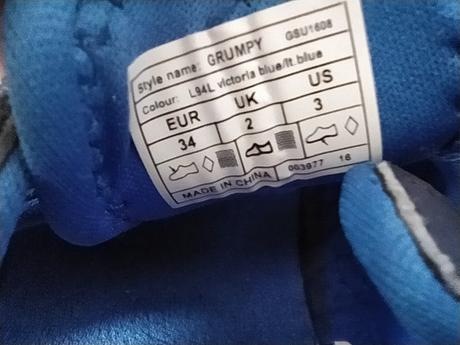 Style name: GRUMPY GSU1608
Colour: L94L victoria blue/lt.blue
EUR UK US
34 2 3
MADE IN CHINA 003977 16